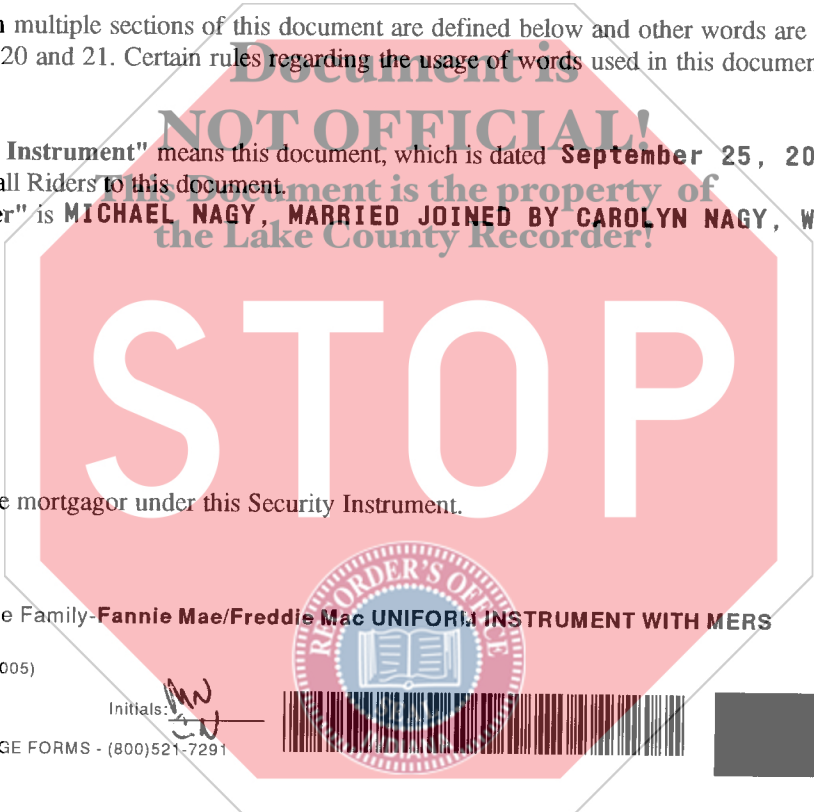 n multiple sections of this document are defined below and other words are
20 and 21. Certain rules regarding the usage of words used in this documen
Document is
NOT OFFICIAL!
Instrument" means this document, which is dated September 25, 20
all Riders to this document.
This Document is the property of
er" is MICHAEL NAGY, MARRIED JOINED BY CAROLYN NAGY, W
the Lake County Recorder!
STOP
e mortgagor under this Security Instrument.
RECORDER'S OFFICE
e Family-Fannie Mae/Freddie Mac UNIFORM INSTRUMENT WITH MERS
005)
Initials: MN
CN
SEAL
INDIANA
GE FORMS - (800)521-7291